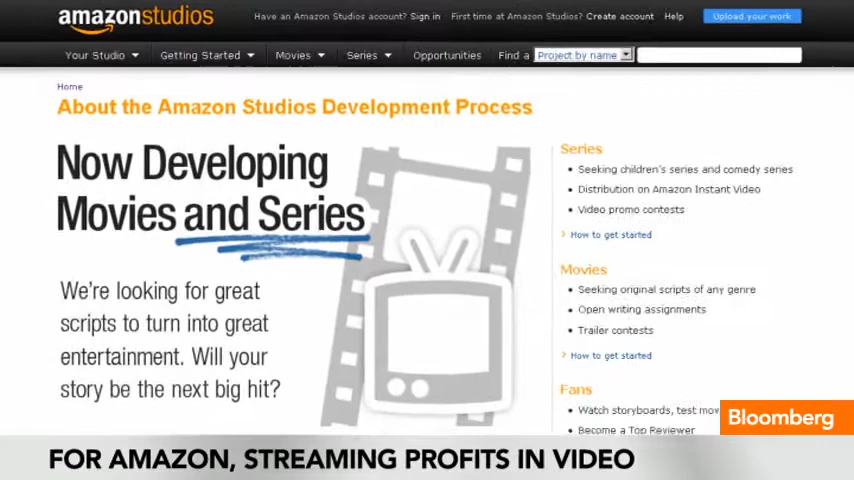 amazonstudios
Have an Amazon Studios account? Sign in First time at Amazon Studios? Create account Help Upload your work
Your Studio Getting Started Movies Series Opportunities Find a Project by name
Home
About the Amazon Studios Development Process
Now Developing
Movies and Series
We're looking for great
scripts to turn into great
entertainment. Will your
story be the next big hit?
Series
Seeking children's series and comedy series
Distribution on Amazon Instant Video
Video promo contests
How to get started
Movies
Seeking original scripts of any genre
Open writing assignments
Trailer contests
How to get started
Fans
Watch storyboards, test mov
Become a Top Reviewer
Bloomberg
FOR AMAZON, STREAMING PROFITS IN VIDEO